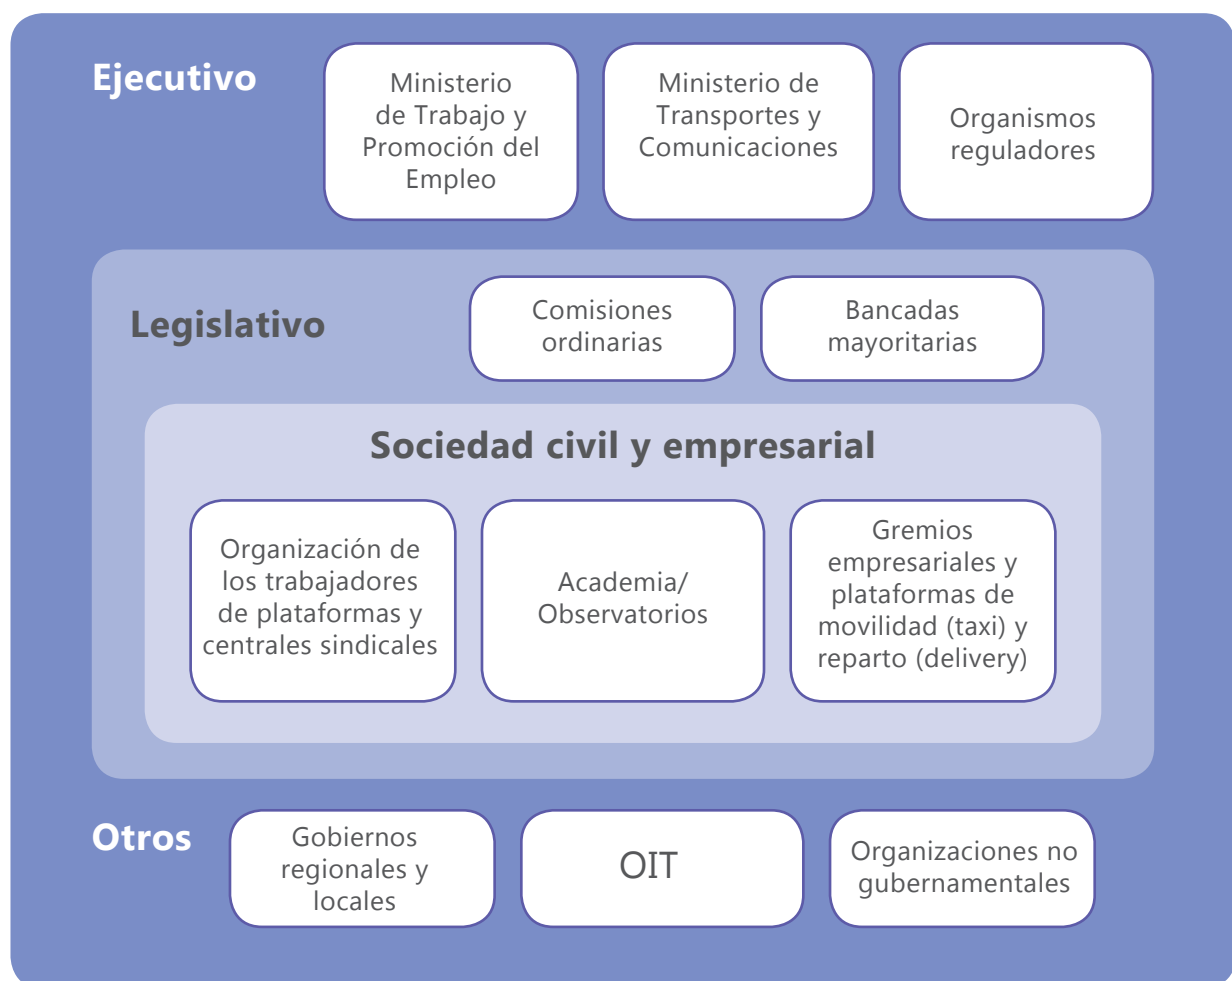 Ejecutivo
Ministerio
de Trabajo y
Promoción del
Empleo
Ministerio de
Transportes y
Comunicaciones
Organismos
reguladores
Legislativo
Comisiones
ordinarias
Bancadas
mayoritarias
Sociedad civil y empresarial
Organización de
los trabajadores
de plataformas y
centrales sindicales
Academia/
Observatorios
Gremios
empresariales y
plataformas de
movilidad (taxi) y
reparto (delivery)
Otros
Gobiernos
regionales y
locales
OIT
Organizaciones no
gubernamentales